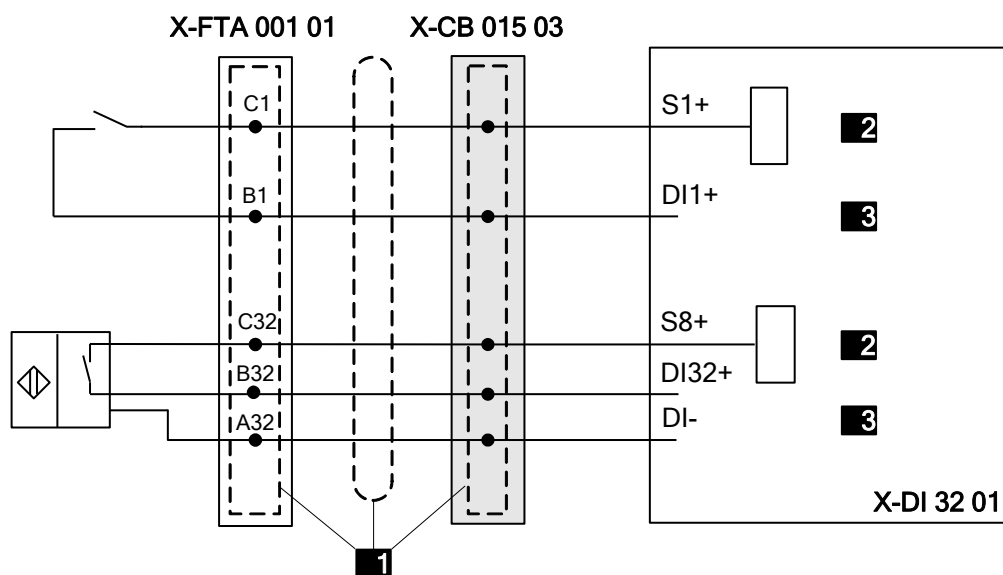 X-FTA 001 01 X-CB 015 03
C1 S1+ 2
B1 DI1+ 3
C32 S8+ 2
B32 DI32+
A32 DI- 3
X-DI 32 01
1